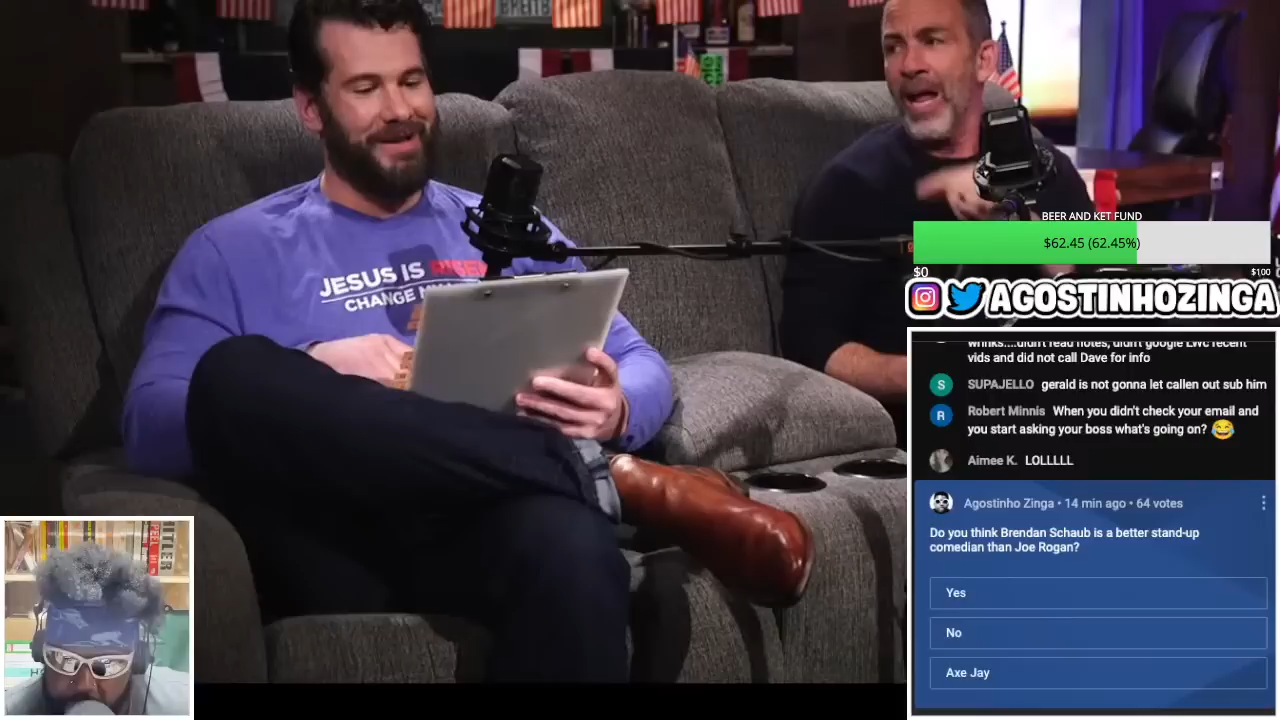 JESUS IS RISEN
CHANGE MY
BEER AND KET FUND
$62.45 (62.45%)
$0
$100
AGOSTINHOZINGA
vids and did not call Dave for info
SUPAJELLO gerald is not gonna let callen out sub him
Robert Minnis When you didn't check your email and
you start asking your boss what's going on? 😂
Aimee K. LOLLLLL
Agostinho Zinga • 14 min ago • 64 votes
Do you think Brendan Schaub is a better stand-up
comedian than Joe Rogan?
Yes
No
Axe Jay